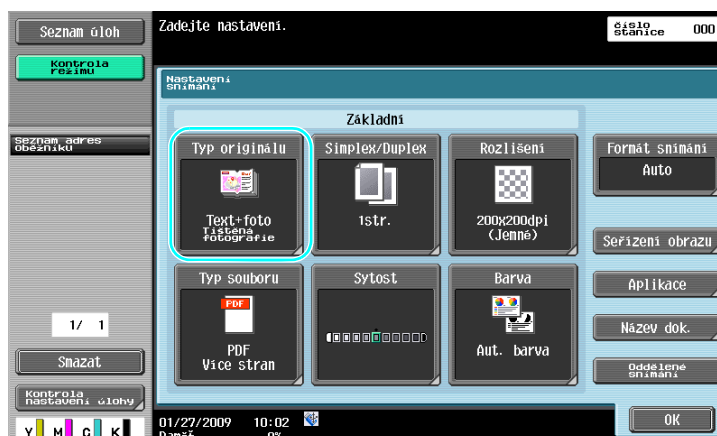 Seznam úloh
Zadejte nastavení.
číslo
stanice
000
Kontrola
režimu
Nastavení
snímání
Základní
Seznam adres
Oběžníku
Typ originálu
Text+foto
Tištěná
fotografie
Simplex/Duplex
1str.
Rozlišení
200x200dpi
(Jemné)
Formát snímání
Auto
Seřízení obrazu
Typ souboru
PDF
PDF
Více stran
Sytost
Barva
Aut. barva
Aplikace
Název dok.
Oddělené
snímání
1/ 1
Smazat
Kontrola
nastavení úlohy
Y M C K
01/27/2009 10:02
Paměť 0%
OK